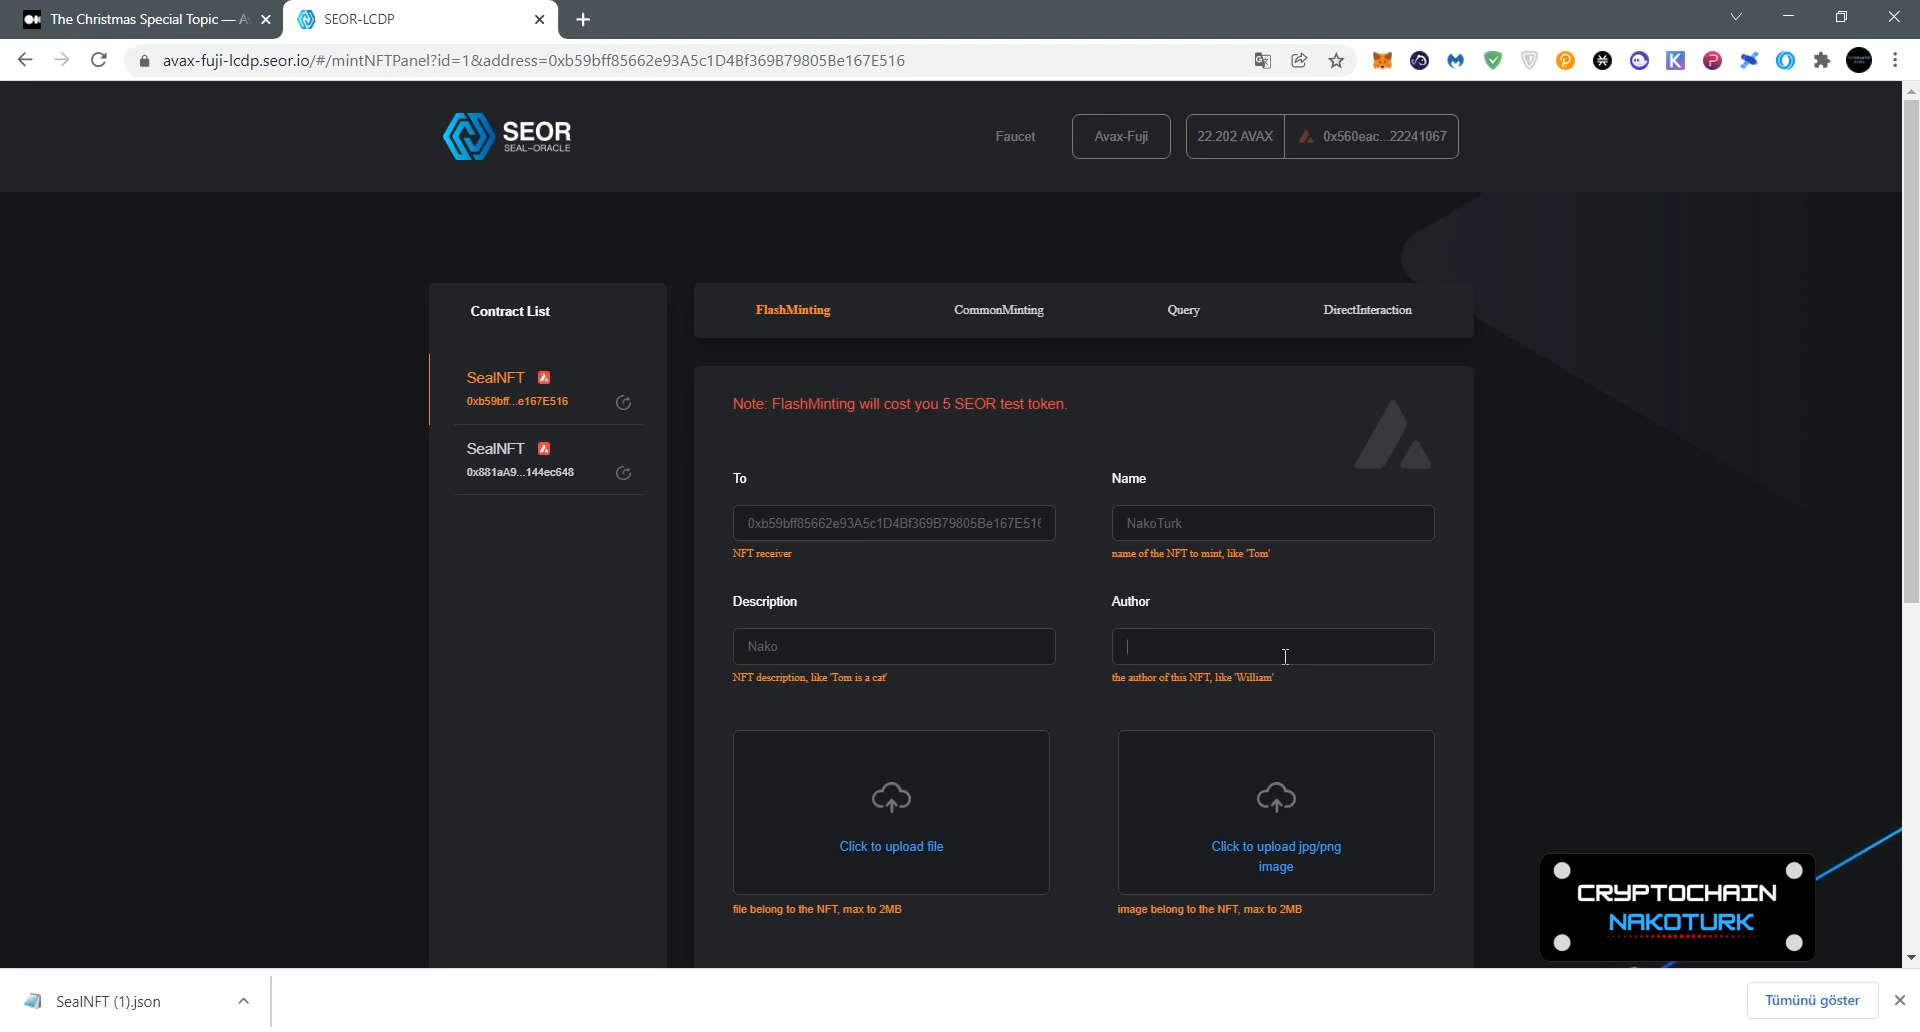 The Christmas Special Topic — A
SEOR-LCDP
avax-fuji-lcdp.seor.io/#/mintNFTPanel?id=1&address=0xb59bff85662e93A5c1D4Bf369B79805Be167E516
SEOR
SEAL-ORACLE
Faucet
Avax-Fuji
22.202 AVAX
0x560eac...22241067
Contract List
FlashMinting
CommonMinting
Query
DirectInteraction
SealNFT
0xb59bff...e167E516
SealNFT
0x881aA9...144ec648
Note: FlashMinting will cost you 5 SEOR test token.
To
Name
0xb59bff85662e93A5c1D4Bf369B79805Be167E516
NakoTurk
NFT receiver
name of the NFT to mint, like 'Tom'
Description
Author
Nako
NFT description, like 'Tom is a cat'
the author of this NFT, like 'William'
Click to upload file
Click to upload jpg/png
image
file belong to the NFT, max to 2MB
image belong to the NFT, max to 2MB
CRYPTOCHAIN
NAKOTURK
SealNFT (1).json
Tümünü göster